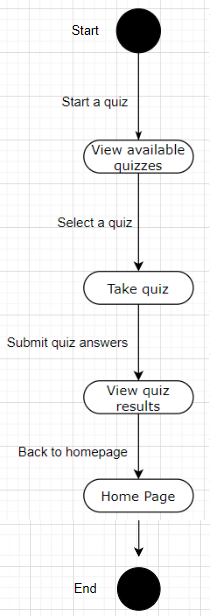 Start
Start a quiz
View available
quizzes
Select a quiz
Take quiz
Submit quiz answers
View quiz
results
Back to homepage
Home Page
End